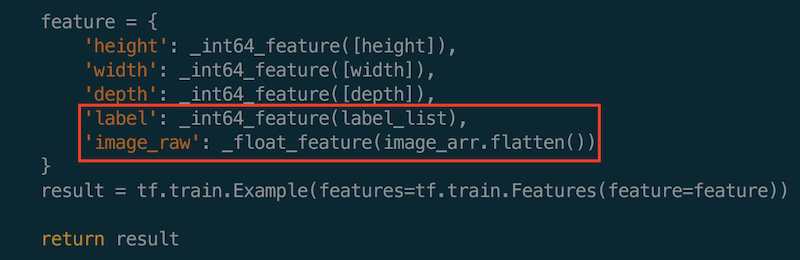 feature = {
'height': _int64_feature([height]),
'width': _int64_feature([width]),
'depth': _int64_feature([depth]),
'label': _int64_feature(label_list),
'image_raw': _float_feature(image_arr.flatten())
}
result = tf.train.Example(features=tf.train.Features(feature=feature))
return result